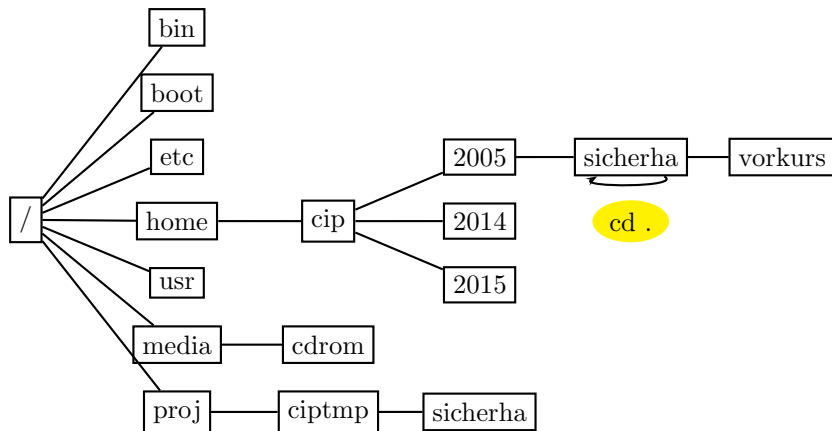 bin
boot
etc
2005 sicherha vorkurs
/ home cip 2014 cd .
usr 2015
media cdrom
proj ciptmp sicherha